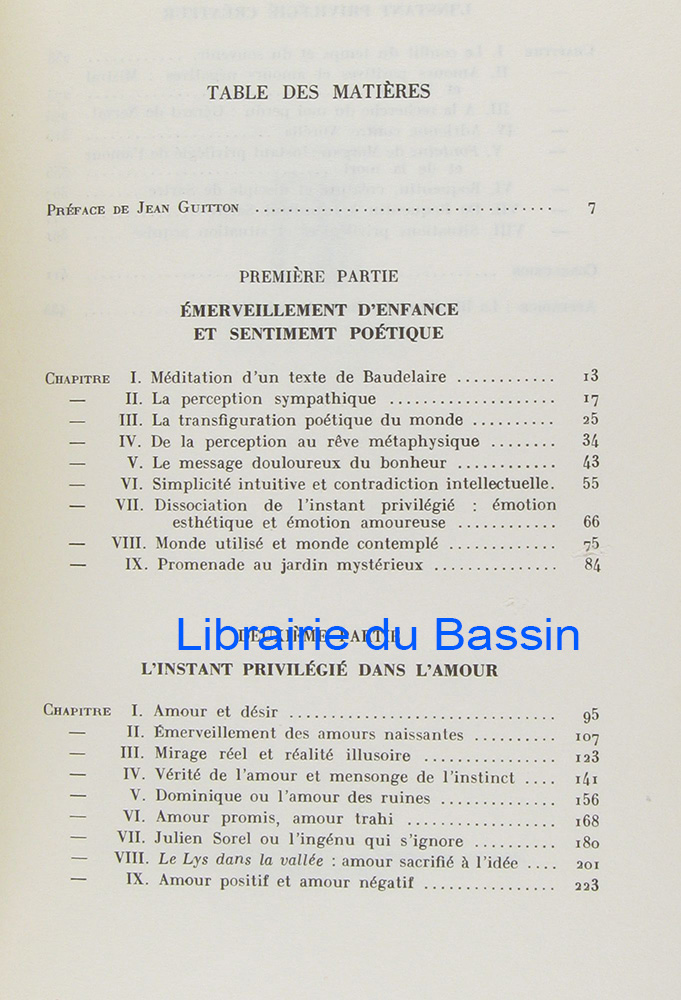 TABLE DES MATIÈRES
PRÉFACE DE JEAN GUITTON .................................... 7
PREMIÈRE PARTIE
ÉMERVEILLEMENT D'ENFANCE
ET SENTIMEMT POÉTIQUE
CHAPITRE I. Méditation d'un texte de Baudelaire ............ 13
— II. La perception sympathique .................... 17
— III. La transfiguration poétique du monde .......... 25
— IV. De la perception au rêve métaphysique ........ 34
— V. Le message douloureux du bonheur ............ 43
— VI. Simplicité intuitive et contradiction intellectuelle. 55
— VII. Dissociation de l'instant privilégié : émotion
esthétique et émotion amoureuse ............ 66
— VIII. Monde utilisé et monde contemplé ............. 75
— IX. Promenade au jardin mystérieux ............... 84
DEUXIÈME PARTIE
Librairie du Bassin
L'INSTANT PRIVILÉGIÉ DANS L'AMOUR
CHAPITRE I. Amour et désir ................................ 95
— II. Émerveillement des amours naissantes .......... 107
— III. Mirage réel et réalité illusoire ................ 123
— IV. Vérité de l'amour et mensonge de l'instinct .... 141
— V. Dominique ou l'amour des ruines .............. 156
— VI. Amour promis, amour trahi .................. 168
— VII. Julien Sorel ou l'ingénu qui s'ignore .......... 180
— VIII. Le Lys dans la vallée : amour sacrifié à l'idée .... 201
— IX. Amour positif et amour négatif ................ 223